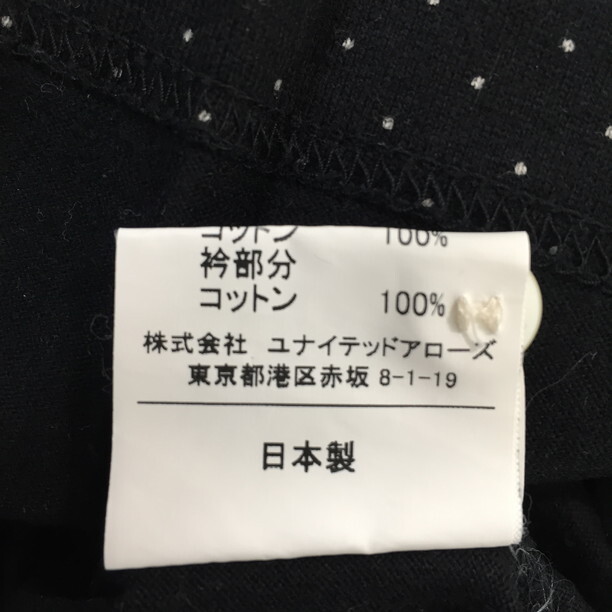 コットン 100%
衿部分
コットン 100%
株式会社 ユナイテッドアローズ
東京都港区赤坂 8-1-19
日本製